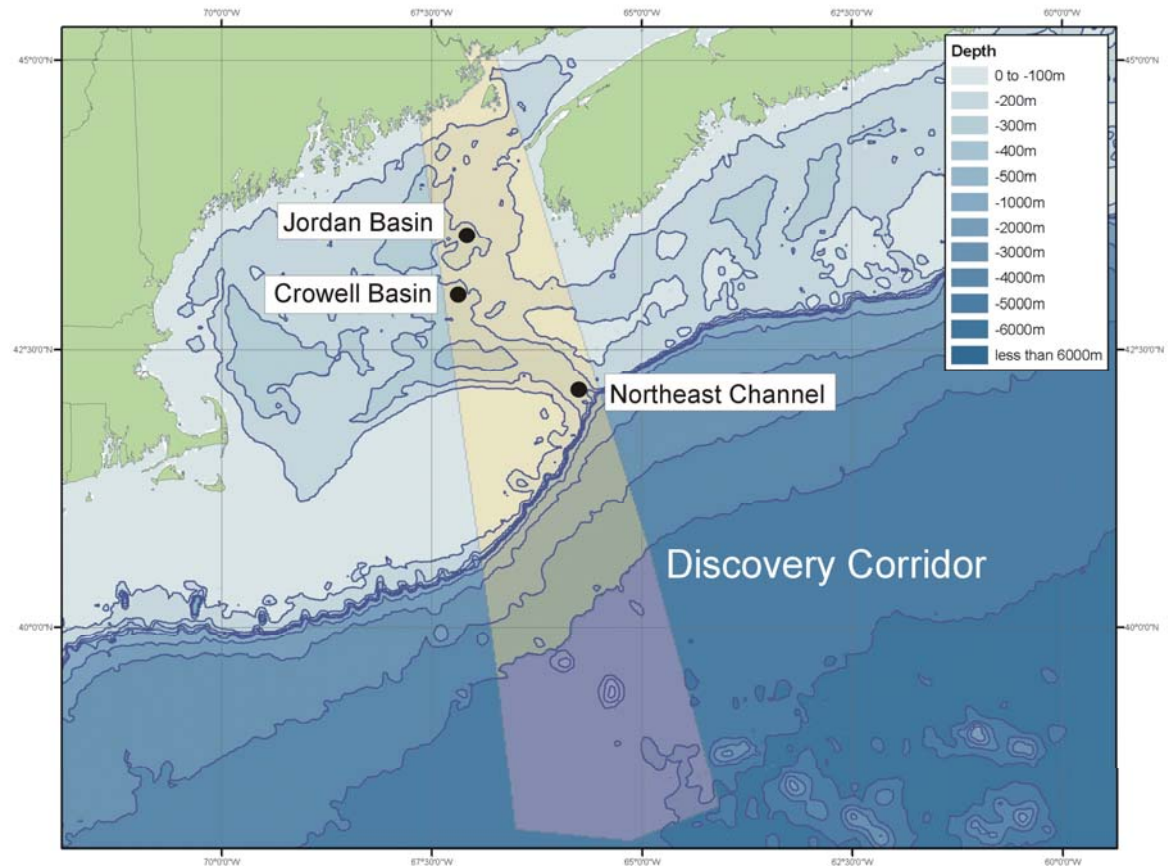 70°0'0"W
67°30'0"W
65°0'0"W
62°30'0"W
60°0'0"W
45°0'0"N
45°0'0"N
Depth
0 to -100m
-200m
-300m
-400m
-500m
-1000m
-2000m
-3000m
-4000m
-5000m
-6000m
less than 6000m
Jordan Basin
Crowell Basin
42°30'0"N
42°30'0"N
Northeast Channel
Discovery Corridor
40°0'0"N
40°0'0"N
70°0'0"W
67°30'0"W
65°0'0"W
62°30'0"W
60°0'0"W